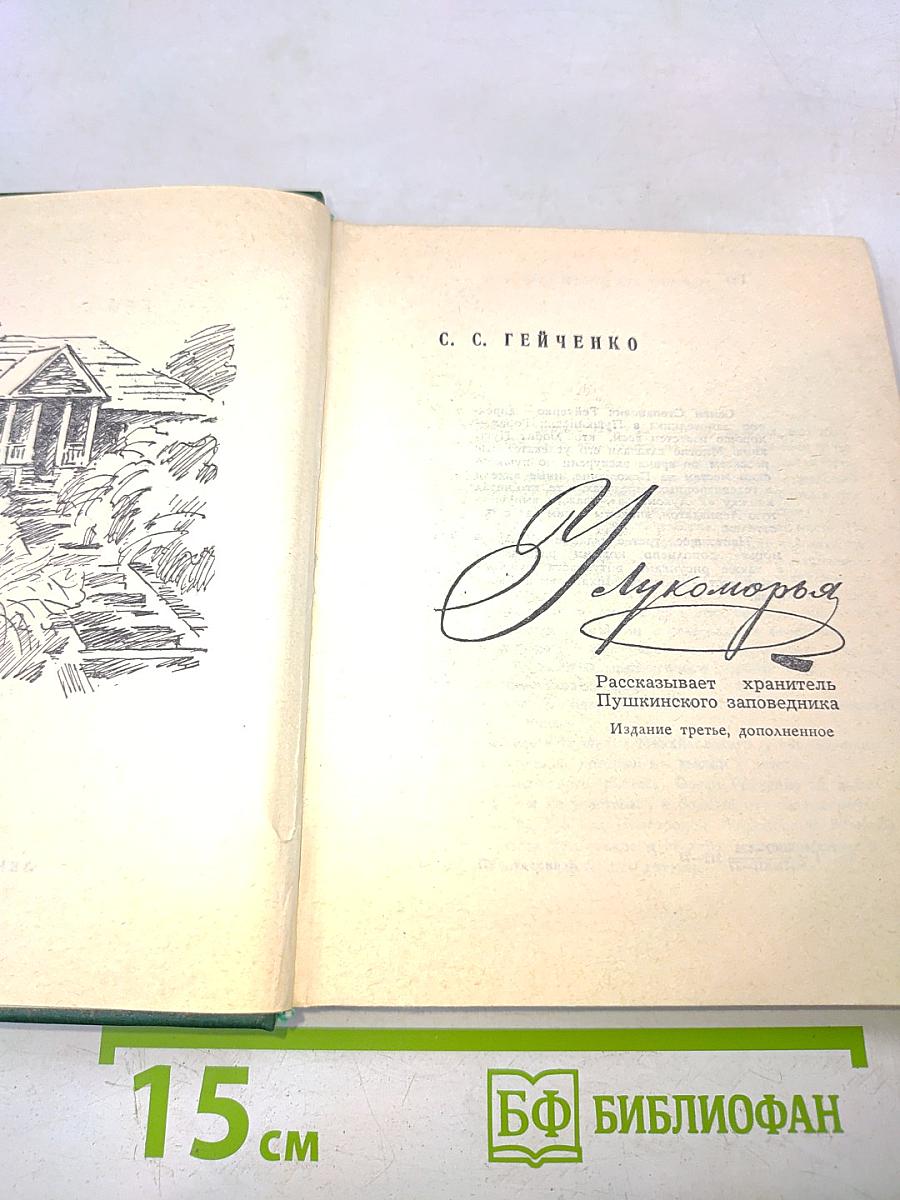 С. С. ГЕЙЧЕНКО
У Лукоморья
Рассказывает хранитель
Пушкинского заповедника
Издание третье, дополненное
15 см
БФ БИБЛИОФАН